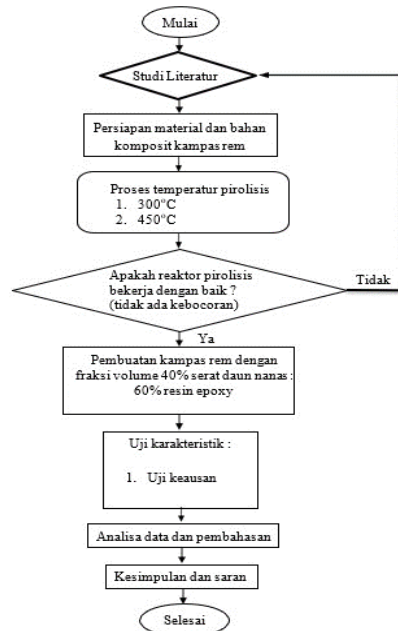 Mulai
Studi Literatur
Persiapan material dan bahan
komposit kampas rem
Proses temperatur pirolisis
1. 300°C
2. 450°C
Apakah reaktor pirolisis
bekerja dengan baik ?
(tidak ada kebocoran)
Tidak
Ya
Pembuatan kampas rem dengan
fraksi volume 40% serat daun nanas :
60% resin epoxy
Uji karakteristik :
1. Uji keausan
Analisa data dan pembahasan
Kesimpulan dan saran
Selesai